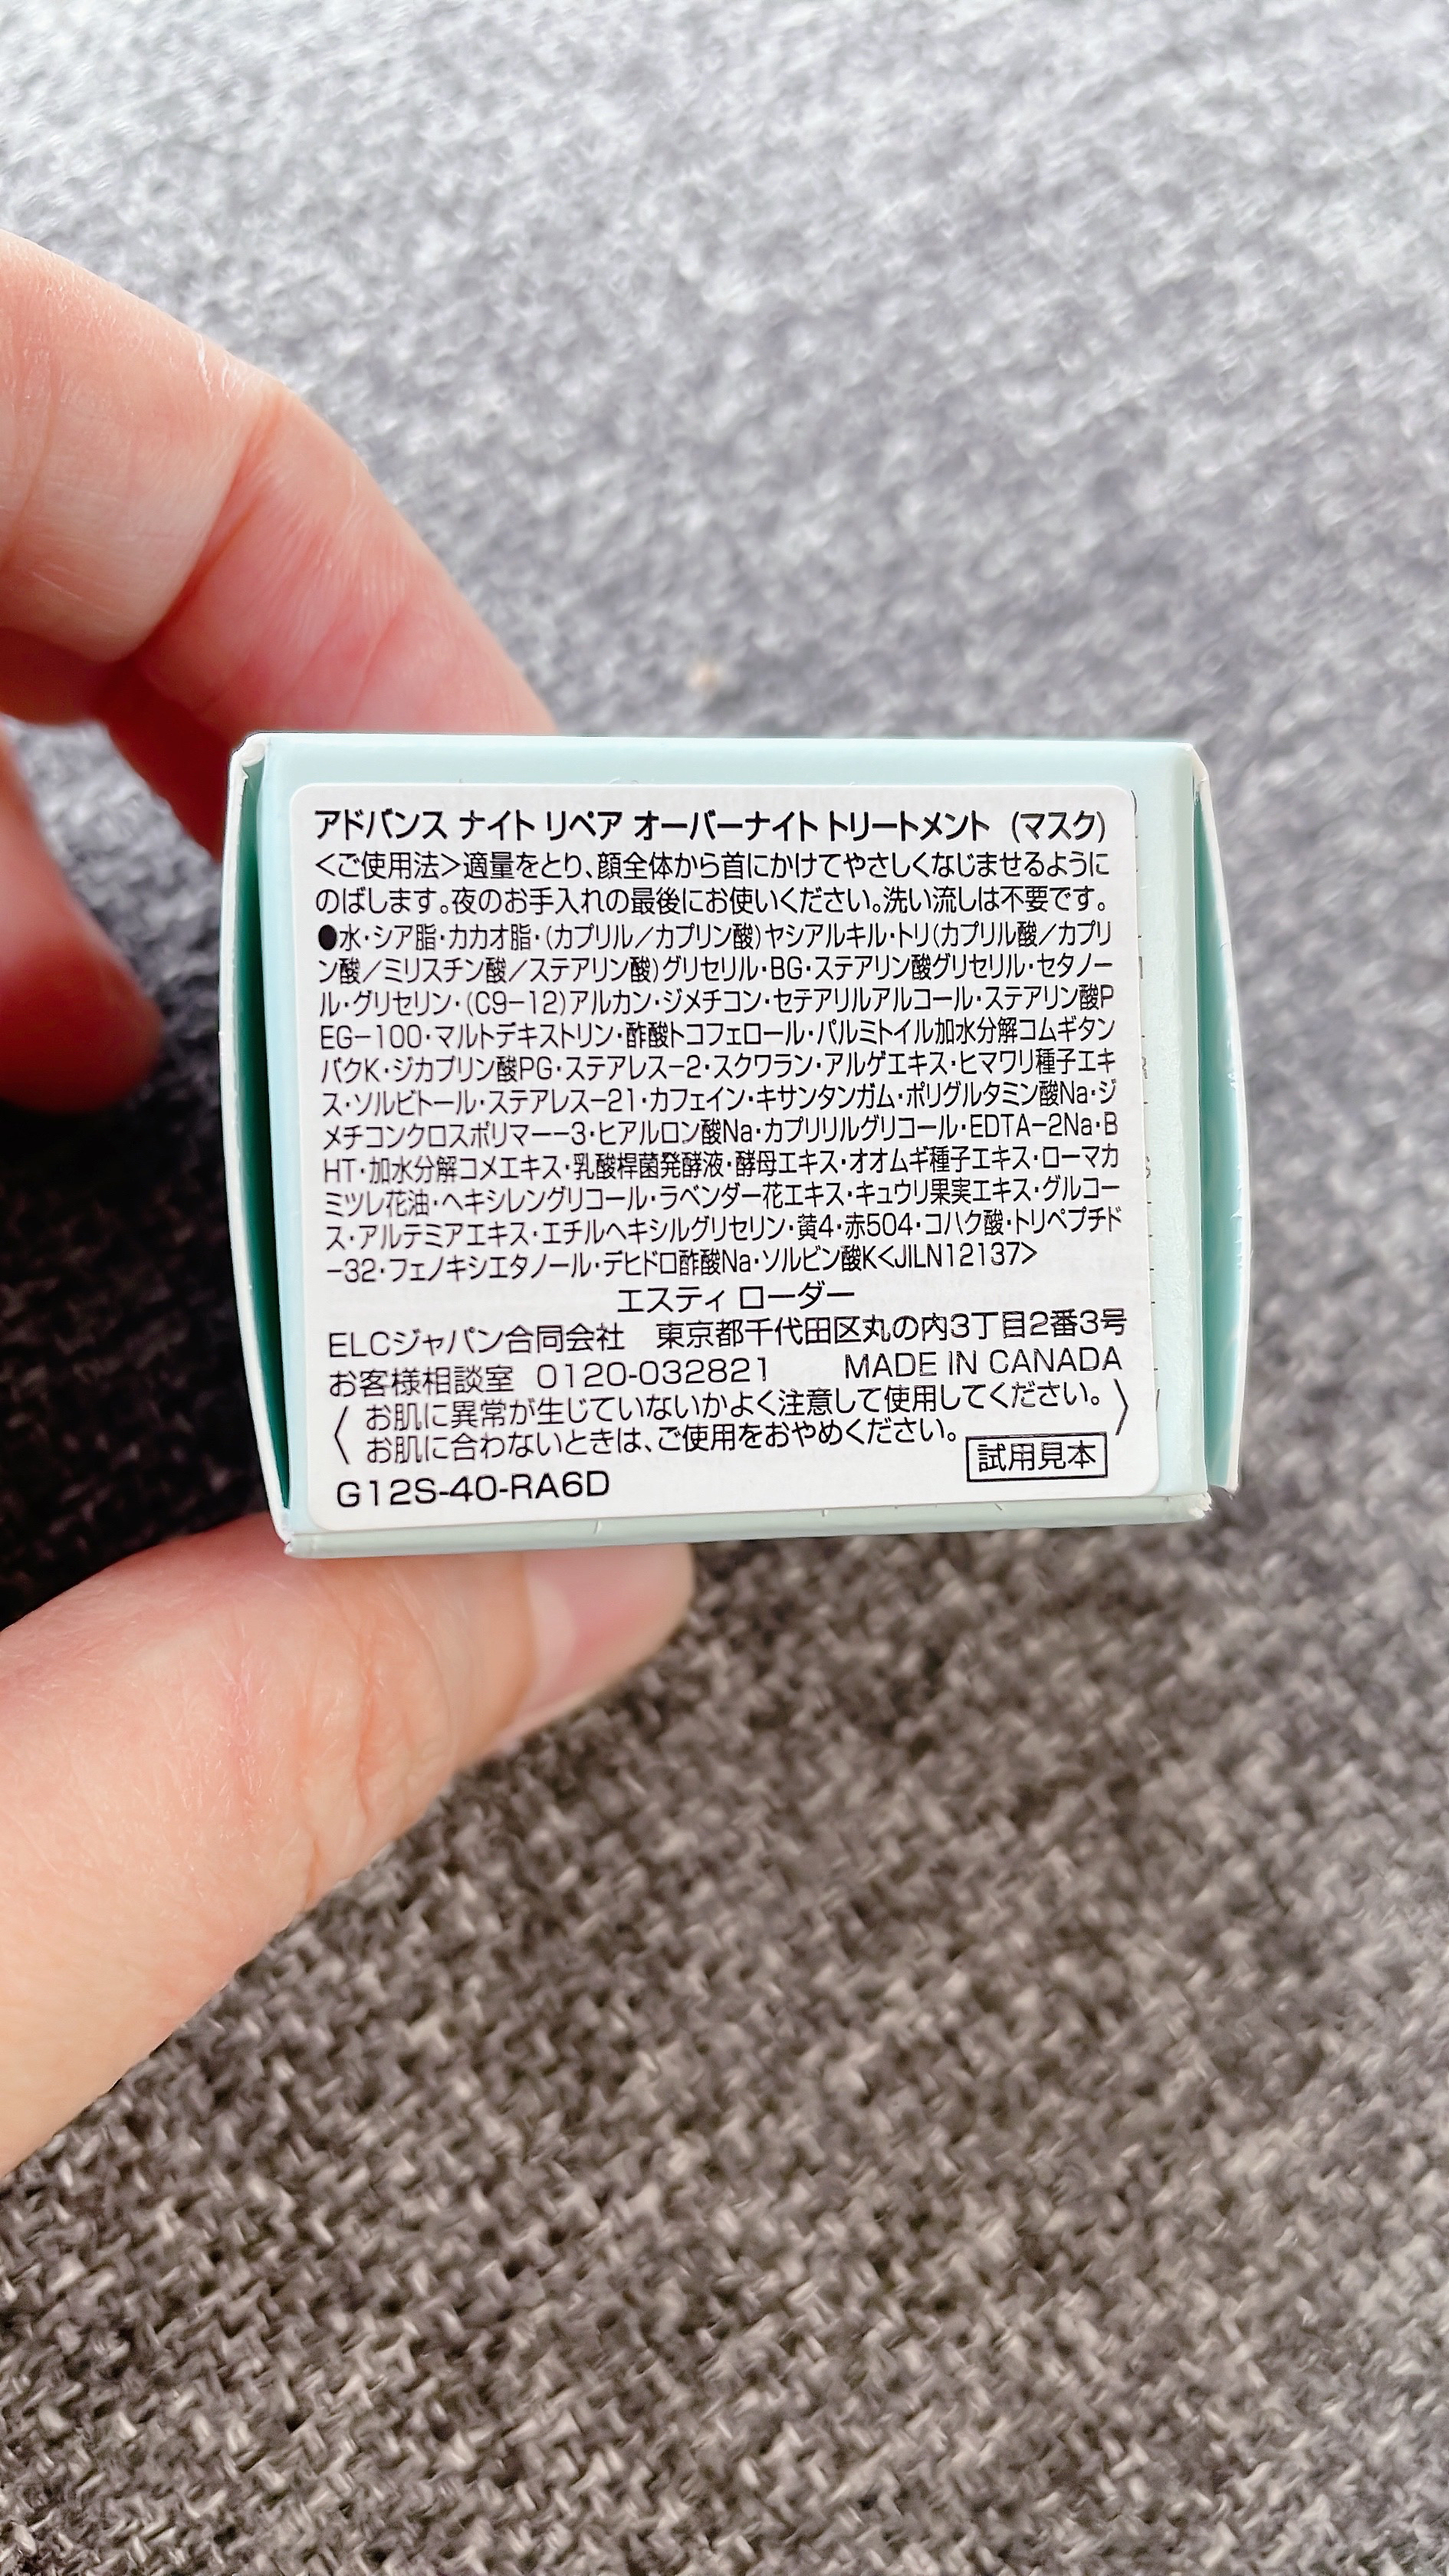 アドバンス ナイト リペア オーバーナイト トリートメント (マスク)
<ご使用法>適量をとり、顔全体から首にかけてやさしくなじませるように
のばします。夜のお手入れの最後にお使いください。洗い流しは不要です。
●水・シア脂・カカオ脂・(カプリル／カプリン酸)ヤシアルキル・トリ(カプリル酸／カプリ
ン酸／ミリスチン酸／ステアリン酸)グリセリル・BG・ステアリン酸グリセリル・セタノー
ル・グリセリン・(C9-12)アルカン・ジメチコン・セテアリルアルコール・ステアリン酸P
EG-100・マルトデキストリン・酢酸トコフェロール・パルミトイル加水分解コムギタン
パクK・ジカプリン酸PG・ステアレス-2・スクワラン・アルゲエキス・ヒマワリ種子エキ
ス・ソルビトール・ステアレス-21・カフェイン・キサンタンガム・ポリグルタミン酸Na・ジ
メチコンクロスポリマー-3・ヒアルロン酸Na・カプリリルグリコール・EDTA-2Na・B
HT・加水分解コメエキス・乳酸桿菌発酵液・酵母エキス・オオムギ種子エキス・ローマカ
ミツレ花油・ヘキシレングリコール・ラベンダー花エキス・キュウリ果実エキス・グルコー
ス・アルテミアエキス・エチルヘキシルグリセリン・黄4・赤504・コハク酸・トリペプチド
-32・フェノキシエタノール・デヒドロ酢酸Na・ソルビン酸K<JILN12137>
エスティ ローダー
ELCジャパン合同会社 東京都千代田区丸の内3丁目2番3号
お客様相談室 0120-032821 MADE IN CANADA
お肌に異常が生じていないかよく注意して使用してください。
お肌に合わないときは、ご使用をおやめください。
試用見本
G12S-40-RA6D